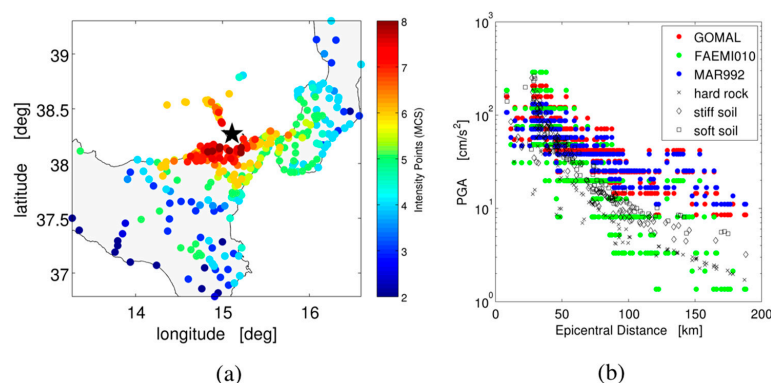 39
38.5
38
37.5
37
latitude [deg]
14
15
16
longitude [deg]
8
7
6
5
4
3
2
Intensity Points (MCS)
(a)
10³
10²
10¹
10⁰
PGA [cm/s²]
GOMAL
FAEMI010
MAR992
hard rock
stiff soil
soft soil
0
50
100
150
200
Epicentral Distance [km]
(b)